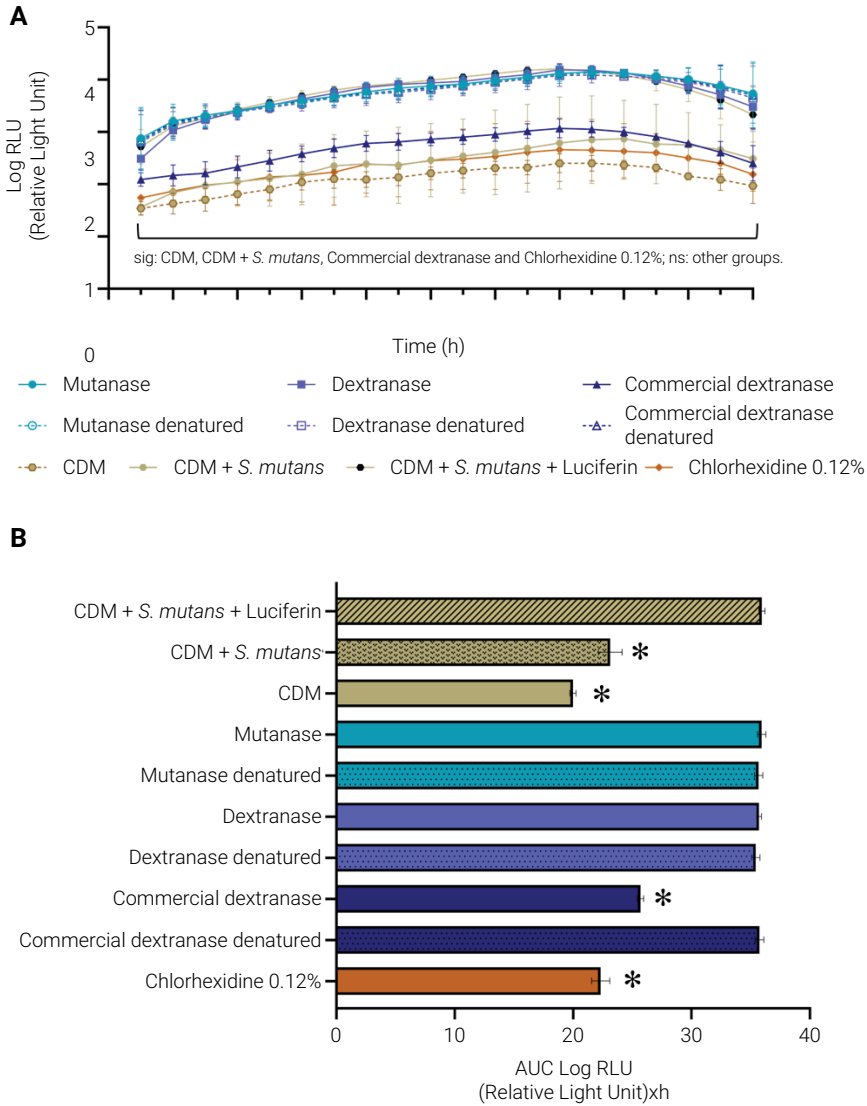 A
5
4
3
2
1
0
Log RLU
(Relative Light Unit)
sig: CDM, CDM + S. mutans, Commercial dextranase and Chlorhexidine 0.12%; ns: other groups.
Time (h)
Mutanase
Dextranase
Commercial dextranase
Mutanase denatured
Dextranase denatured
Commercial dextranase
denatured
CDM
CDM + S. mutans
CDM + S. mutans + Luciferin
Chlorhexidine 0.12%
B
CDM + S. mutans + Luciferin
CDM + S. mutans
*
CDM
*
Mutanase
Mutanase denatured
Dextranase
Dextranase denatured
Commercial dextranase
*
Commercial dextranase denatured
Chlorhexidine 0.12%
*
0 10 20 30 40
AUC Log RLU
(Relative Light Unit)xh